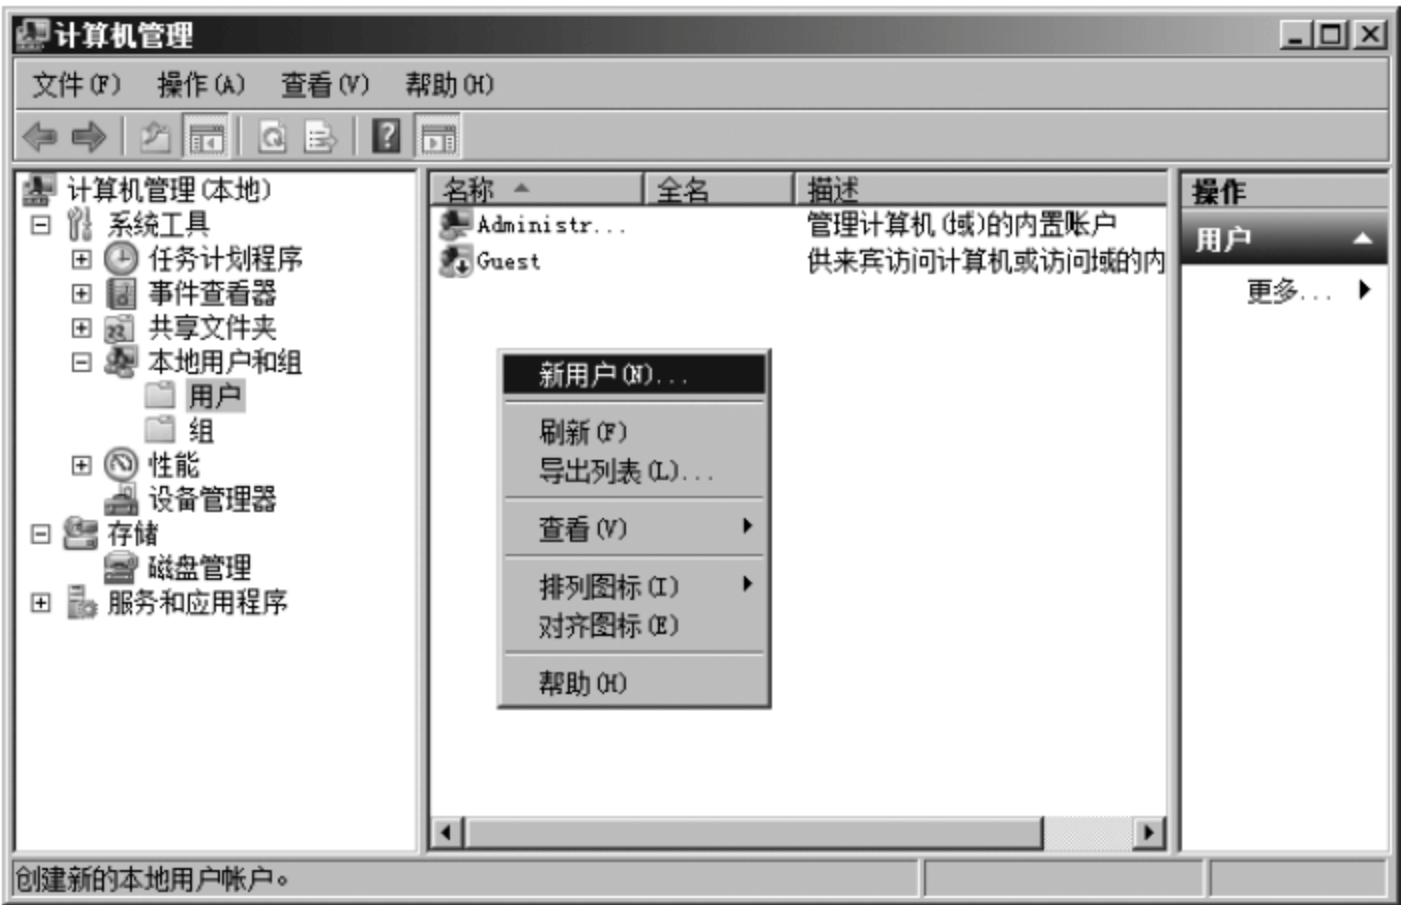 计算机管理
文件(F) 操作(A) 查看(V) 帮助(H)
计算机管理(本地)
系统工具
任务计划程序
事件查看器
共享文件夹
本地用户和组
用户
组
性能
设备管理器
存储
磁盘管理
服务和应用程序
名称 全名 描述
Administr... 管理计算机(域)的内置账户
Guest 供来宾访问计算机或访问域的内
新用户(N)...
刷新(F)
导出列表(L)...
查看(V)
排列图标(I)
对齐图标(E)
帮助(H)
操作
用户
更多...
创建新的本地用户帐户。